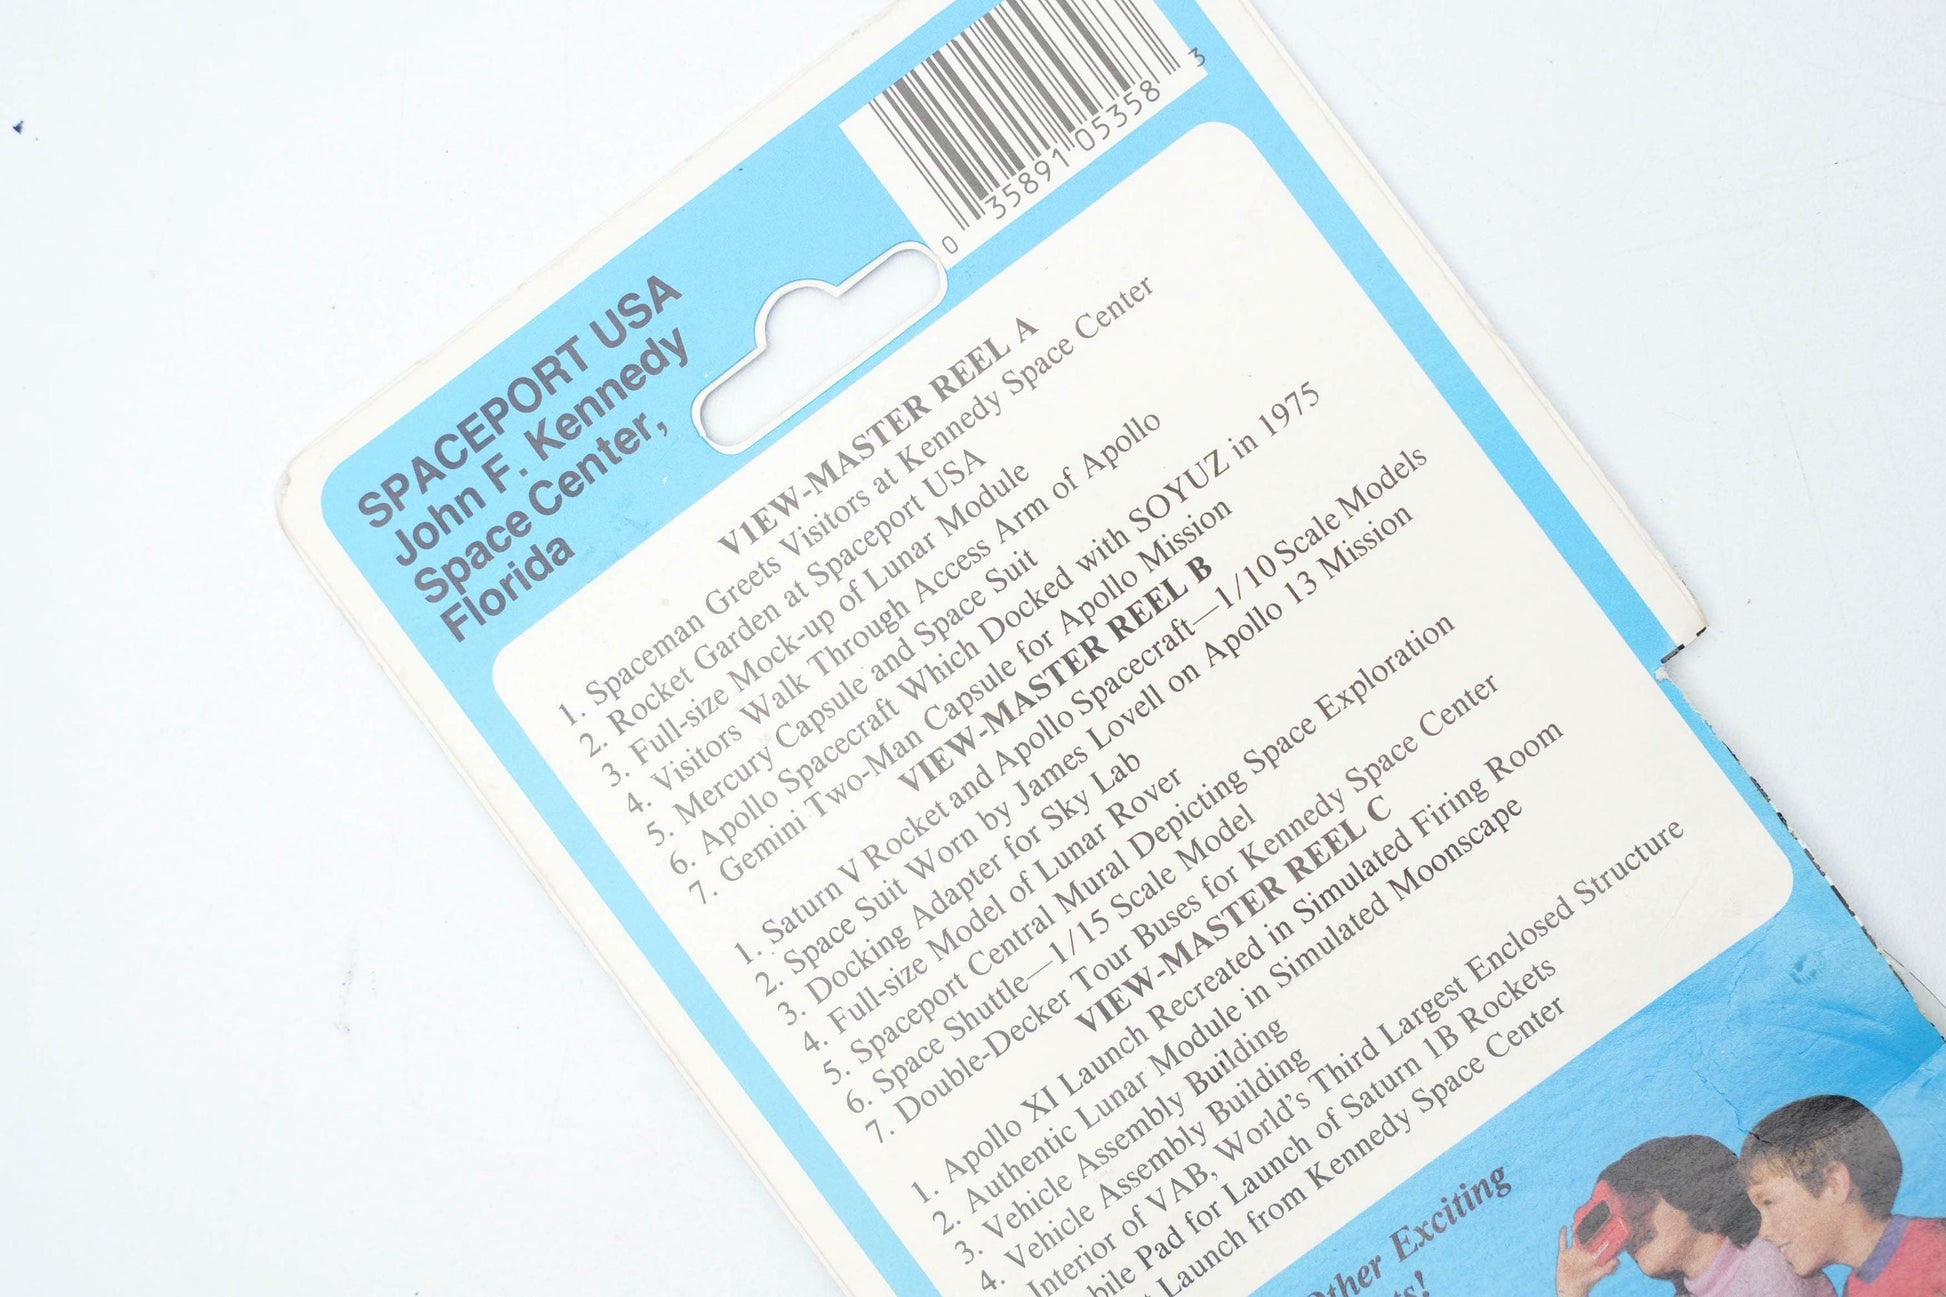 0 35891 05358 3
SPACEPORT USA
John F. Kennedy
Space Center,
Florida
V1EW-MASTER REEL A
1. Spaceman Greets Visitors at Kennedy Space Center
2. Rocket Garden at Spaceport USA
3. Full-size Mock-up of Lunar Module
4. Visitors Walk Through Access Arm of Apollo
5. Mercury Capsule and Space Suit
6. Apollo Spacecraft Which Docked with SOYUZ in 1975
7. Gemini Two-Man Capsule for Apollo Mission
VIEW-MASTER REEL B
1. Saturn V Rocket and Apollo Spacecraft—1/10 Scale Models
2. Space Suit Worn by James Lovell on Apollo 13 Mission
3. Docking Adapter for Sky Lab
4. Full-size Model of Lunar Rover
5. Spaceport Central Mural Depicting Space Exploration
6. Space Shuttle—1/15 Scale Model
7. Double-Decker Tour Buses for Kennedy Space Center
VIEW-MASTER REEL C
1. Apollo XI Launch Recreated in Simulated Firing Room
2. Authentic Lunar Module in Simulated Moonscape
3. Vehicle Assembly Building
4. Vehicle Assembly Building
Interior of VAB, World's Third Largest Enclosed Structure
Pad for Launch of Saturn 1B Rockets
Launch from Kennedy Space Center
Other Exciting